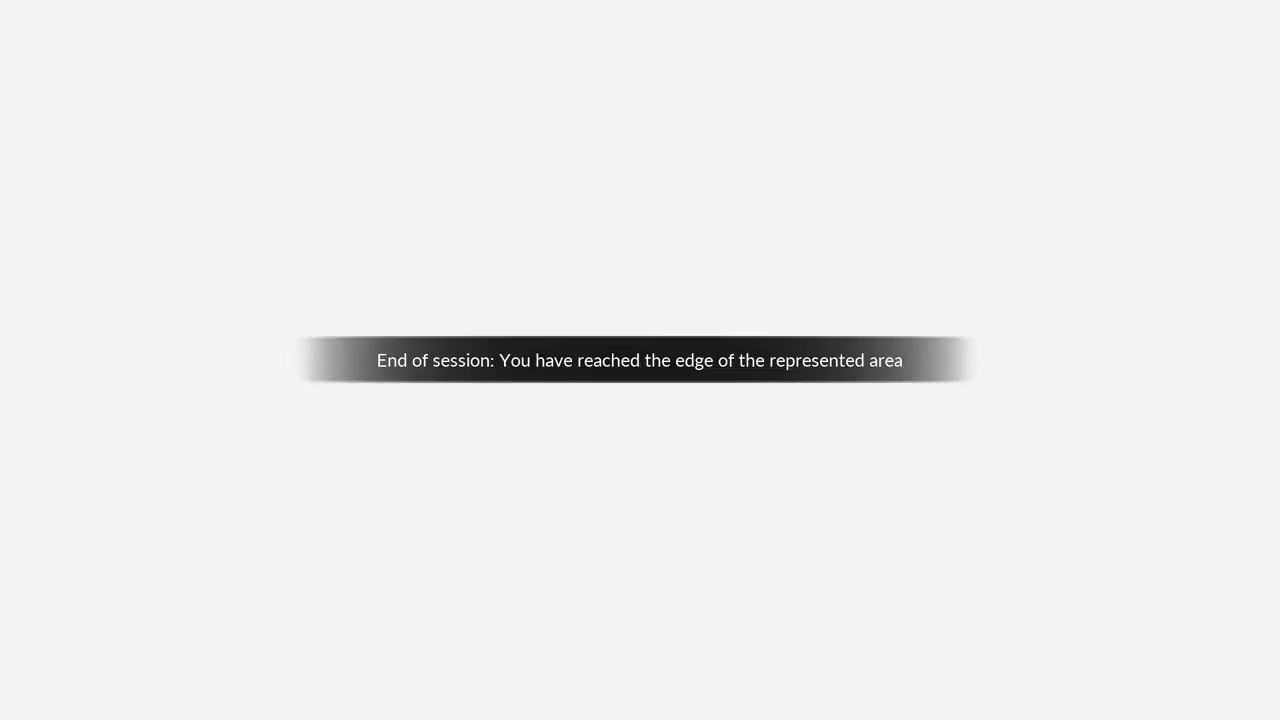 End of session: You have reached the edge of the represented area